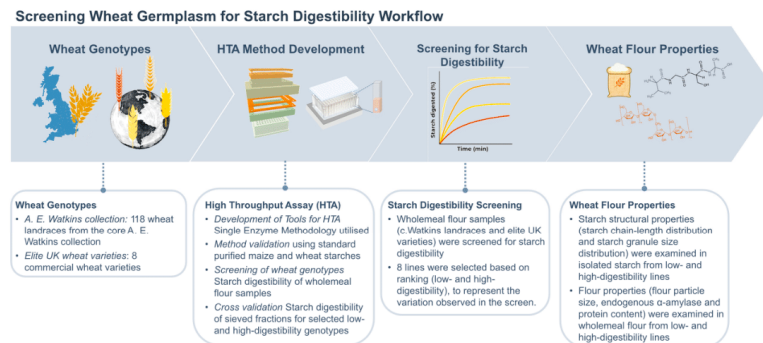 Screening Wheat Germplasm for Starch Digestibility Workflow
Wheat Genotypes
HTA Method Development
Screening for Starch
Digestibility
Wheat Flour Properties
Starch digested (%)
Time (min)
Wheat Genotypes
• A. E. Watkins collection: 118 wheat
landraces from the core A. E.
Watkins collection
• Elite UK wheat varieties: 8
commercial wheat varieties
High Throughput Assay (HTA)
• Development of Tools for HTA
Single Enzyme Methodology utilised
• Method validation using standard
purified maize and wheat starches
• Screening of wheat genotypes
Starch digestibility of wholemeal
flour samples
• Cross validation Starch digestibility
of sieved fractions for selected low-
and high-digestibility genotypes
Starch Digestibility Screening
• Wholemeal flour samples
(c.Watkins landraces and elite UK
varieties) were screened for starch
digestibility
• 8 lines were selected based on
ranking (low- and high-
digestibility), to represent the
variation observed in the screen.
Wheat Flour Properties
• Starch structural properties
(starch chain-length distribution
and starch granule size
distribution) were examined in
isolated starch from low- and
high-digestibility lines
• Flour properties (flour particle
size, endogenous α-amylase and
protein content) were examined in
wholemeal flour from low- and
high-digestibility lines